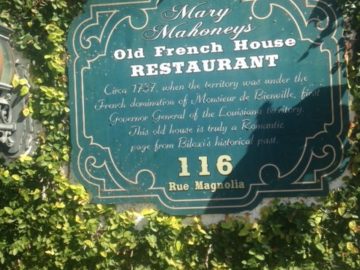 Mary
Mahoney's
Old French House
RESTAURANT
Circa 1737, when the territory was under the
French domination of Monsieur de Bienville, first
Governor General of the Louisiana territory.
This old house is truly a Romantic
page from Biloxi's historical past.
116
Rue Magnolia